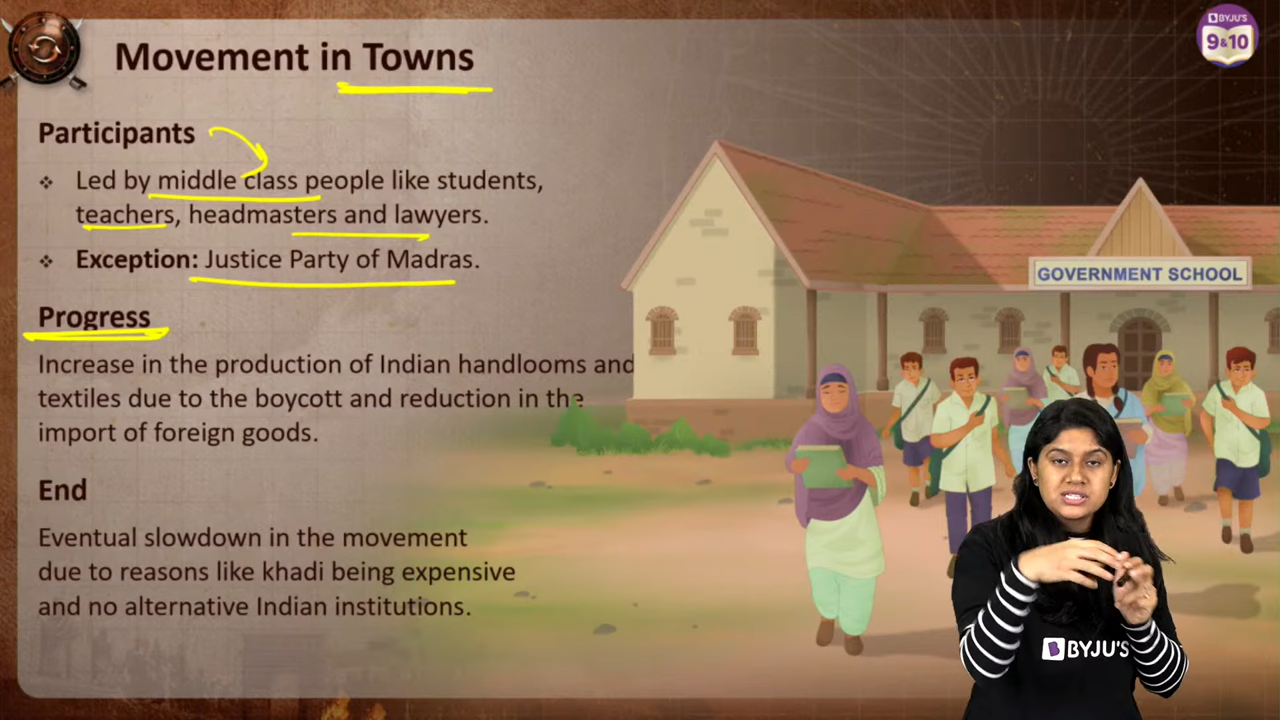 BYJU'S
9&10
Movement in Towns
Participants
❖ Led by middle class people like students,
teachers, headmasters and lawyers.
❖ Exception: Justice Party of Madras.
GOVERNMENT SCHOOL
Progress
Increase in the production of Indian handlooms and
textiles due to the boycott and reduction in the
import of foreign goods.
End
Eventual slowdown in the movement
due to reasons like khadi being expensive
and no alternative Indian institutions.
BYJU'S